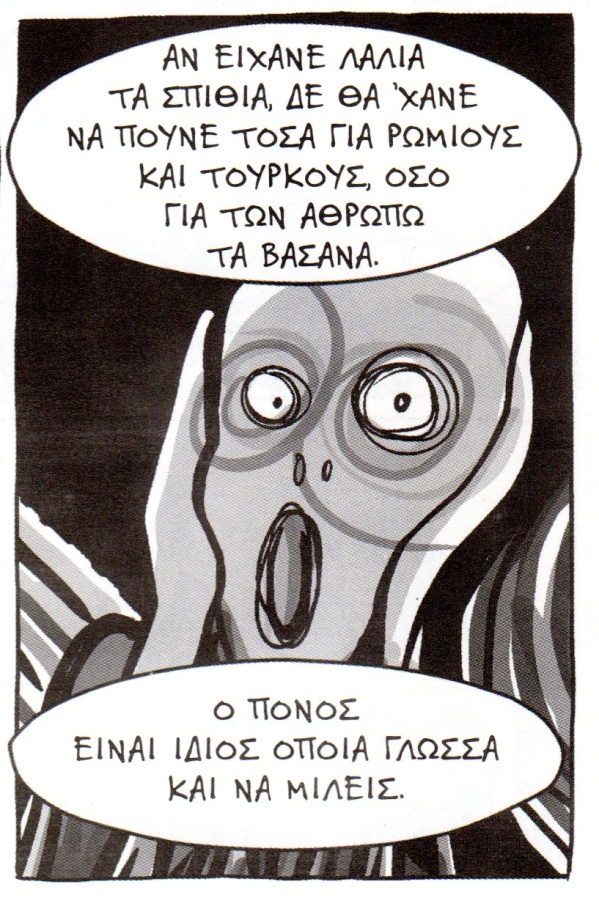 ΑΝ ΕΙΧΑΝΕ ΛΑΛΙΑ
ΤΑ ΣΠΙΘΙΑ, ΔΕ ΘΑ 'ΧΑΝΕ
ΝΑ ΠΟΥΝΕ ΤΟΣΑ ΓΙΑ ΡΩΜΙΟΥΣ
ΚΑΙ ΤΟΥΡΚΟΥΣ, ΟΣΟ
ΓΙΑ ΤΩΝ ΑΘΡΩΠΩ
ΤΑ ΒΑΣΑΝΑ.
Ο ΠΟΝΟΣ
ΕΙΝΑΙ ΙΔΙΟΣ ΟΠΟΙΑ ΓΛΩΣΣΑ
ΚΑΙ ΝΑ ΜΙΛΕΙΣ.